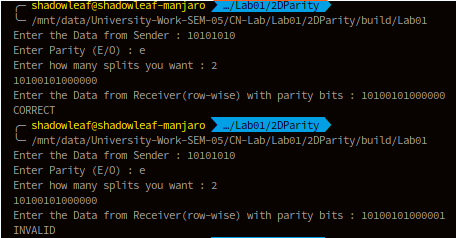 shadowleaf@shadowleaf-manjaro …/Lab01/2DParity
/mnt/data/University-Work-SEM-05/CN-Lab/Lab01/2DParity/build/Lab01
Enter the Data from Sender : 10101010
Enter Parity (E/O) : e
Enter how many splits you want : 2
10100101000000
Enter the Data from Receiver(row-wise) with parity bits : 10100101000000
CORRECT
shadowleaf@shadowleaf-manjaro …/Lab01/2DParity
/mnt/data/University-Work-SEM-05/CN-Lab/Lab01/2DParity/build/Lab01
Enter the Data from Sender : 10101010
Enter Parity (E/O) : e
Enter how many splits you want : 2
10100101000000
Enter the Data from Receiver(row-wise) with parity bits : 10100101000001
INVALID